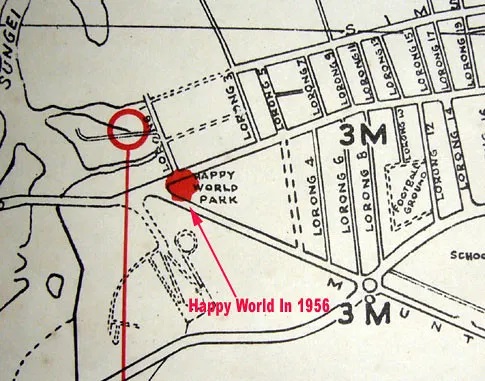 SUNGEI
S I M
LORONG 3
LORONG 5
LORONG 7
LORONG 9
LORONG 11
LORONG 13
LORONG 15
LORONG 17
LORONG 19
3M
HAPPY
WORLD
PARK
LORONG 4
LORONG 6
LORONG 8
FOOTBALL
GROUND
LORONG 12
LORONG 14
SCHOO
Happy World In 1956
M O U N T
3M